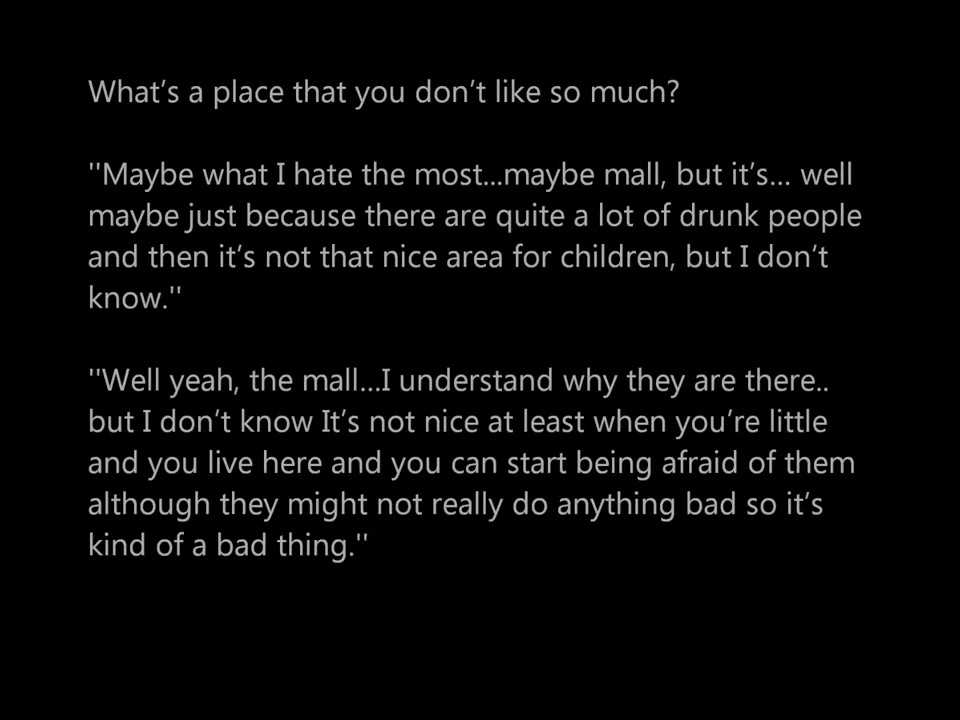 What’s a place that you don’t like so much?
''Maybe what I hate the most...maybe mall, but it’s... well
maybe just because there are quite a lot of drunk people
and then it’s not that nice area for children, but I don’t
know.''
''Well yeah, the mall...I understand why they are there..
but I don’t know It’s not nice at least when you’re little
and you live here and you can start being afraid of them
although they might not really do anything bad so it’s
kind of a bad thing.''